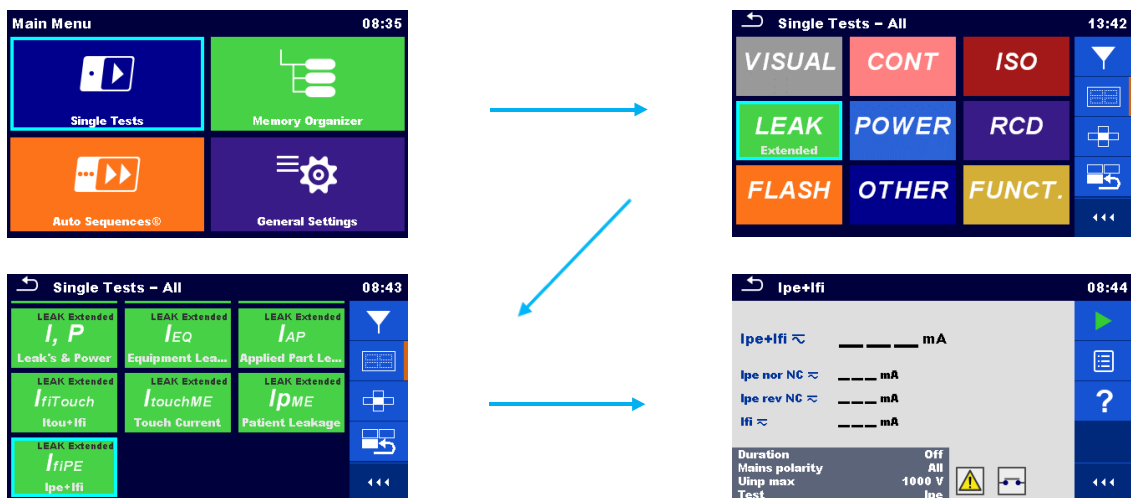 Main Menu 08:35
Single Tests Memory Organizer
Auto Sequences® General Settings
Single Tests – All 13:42
VISUAL CONT ISO
LEAK POWER RCD
Extended
FLASH OTHER FUNCT.
Single Tests – All 08:43
LEAK Extended LEAK Extended LEAK Extended
I, P IEQ IAP
Leak's & Power Equipment Lea... Applied Part Le...
LEAK Extended LEAK Extended LEAK Extended
IfiTouch ItouchME IpME
Itou+Ifi Touch Current Patient Leakage
LEAK Extended
IfiPE
Ipe+Ifi
Ipe+Ifi 08:44
Ipe+Ifi ⏦ _ _ _ mA
Ipe nor NC ⏦ _ _ _ mA
Ipe rev NC ⏦ _ _ _ mA
Ifi ⏦ _ _ _ mA
?
Duration Off
Mains polarity All
Uinp max 1000 V
Test Ipe